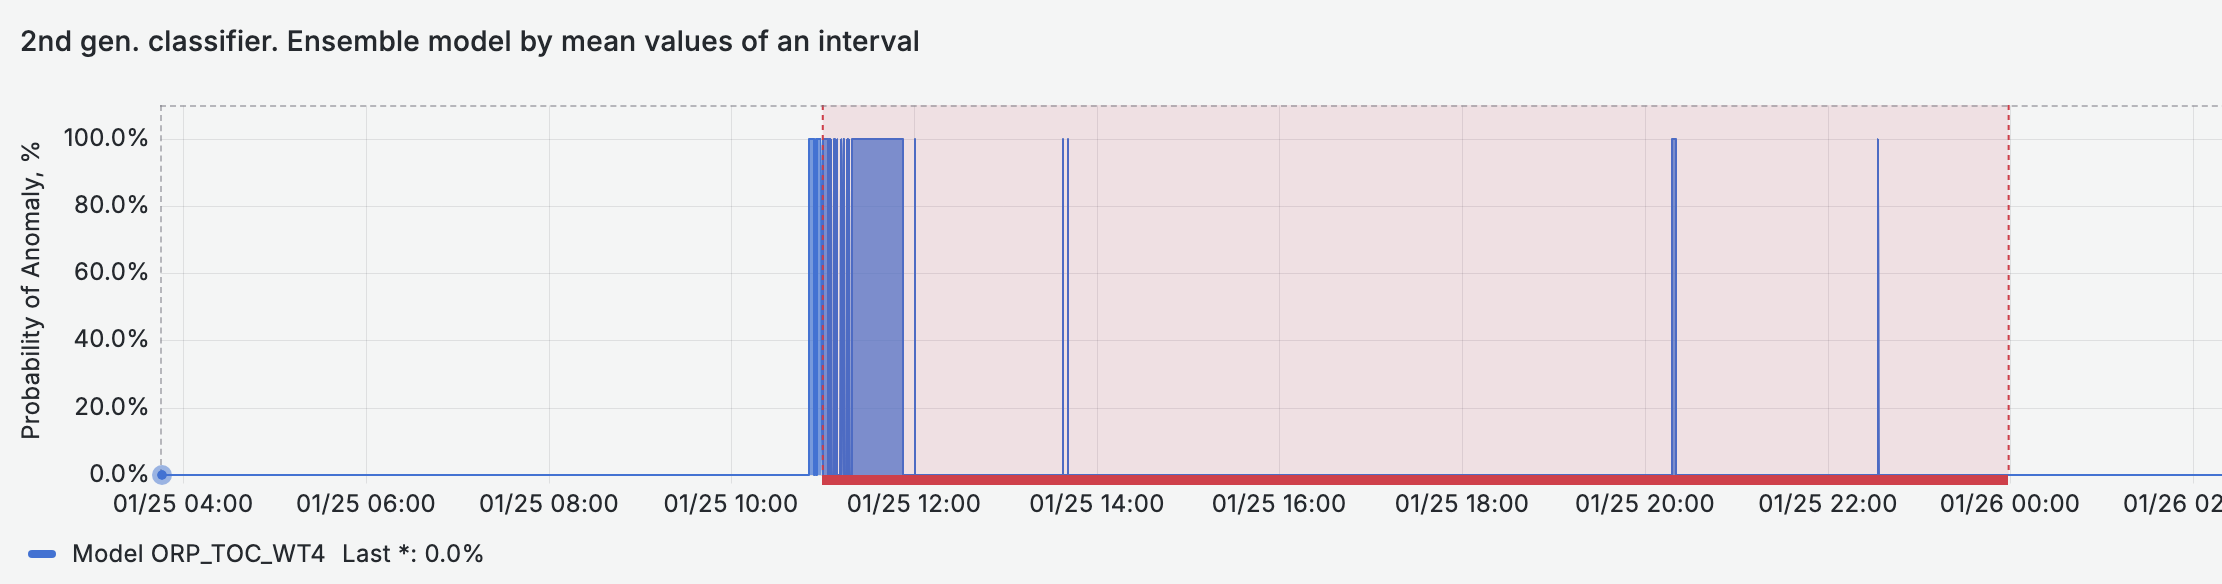 2nd gen. classifier. Ensemble model by mean values of an interval
Probability of Anomaly, %
100.0%
80.0%
60.0%
40.0%
20.0%
0.0%
01/25 04:00 01/25 06:00 01/25 08:00 01/25 10:00 01/25 12:00 01/25 14:00 01/25 16:00 01/25 18:00 01/25 20:00 01/25 22:00 01/26 00:00 01/26 02
Model ORP_TOC_WT4 Last *: 0.0%